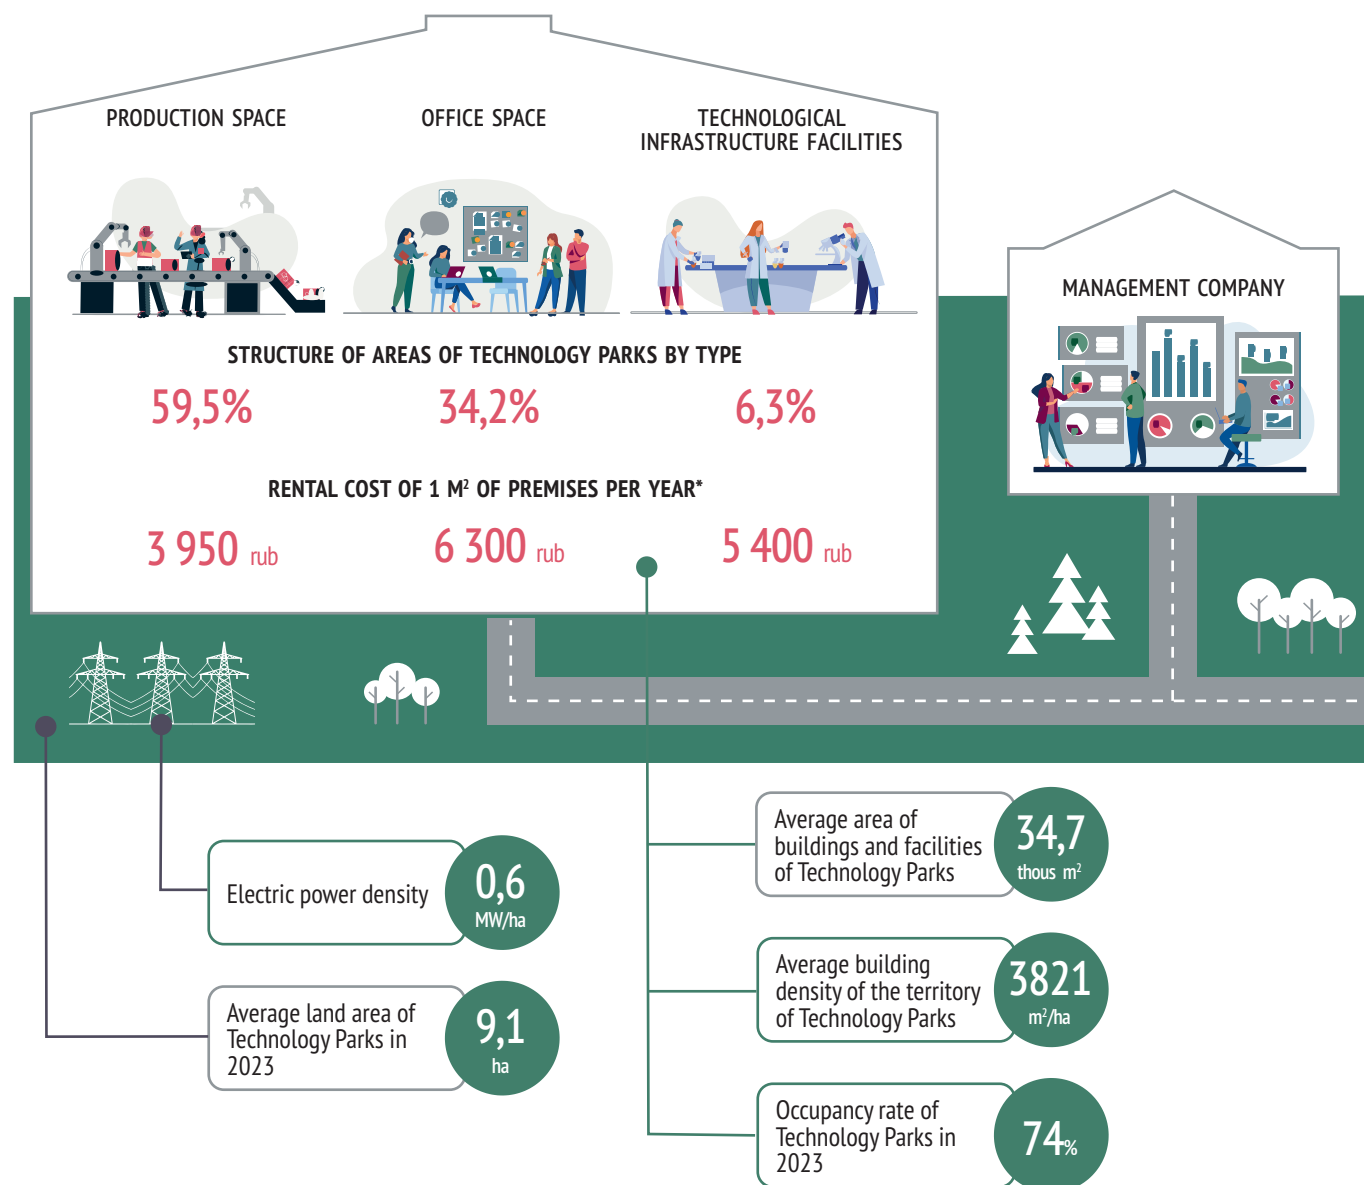 PRODUCTION SPACE
OFFICE SPACE
TECHNOLOGICAL
INFRASTRUCTURE FACILITIES
STRUCTURE OF AREAS OF TECHNOLOGY PARKS BY TYPE
59,5%
34,2%
6,3%
RENTAL COST OF 1 M² OF PREMISES PER YEAR*
3 950 rub
6 300 rub
5 400 rub
MANAGEMENT COMPANY
Electric power density
0,6
MW/ha
Average land area of
Technology Parks in
2023
9,1
ha
Average area of
buildings and facilities
of Technology Parks
34,7
thous m²
Average building
density of the territory
of Technology Parks
3821
m²/ha
Occupancy rate of
Technology Parks in
2023
74%